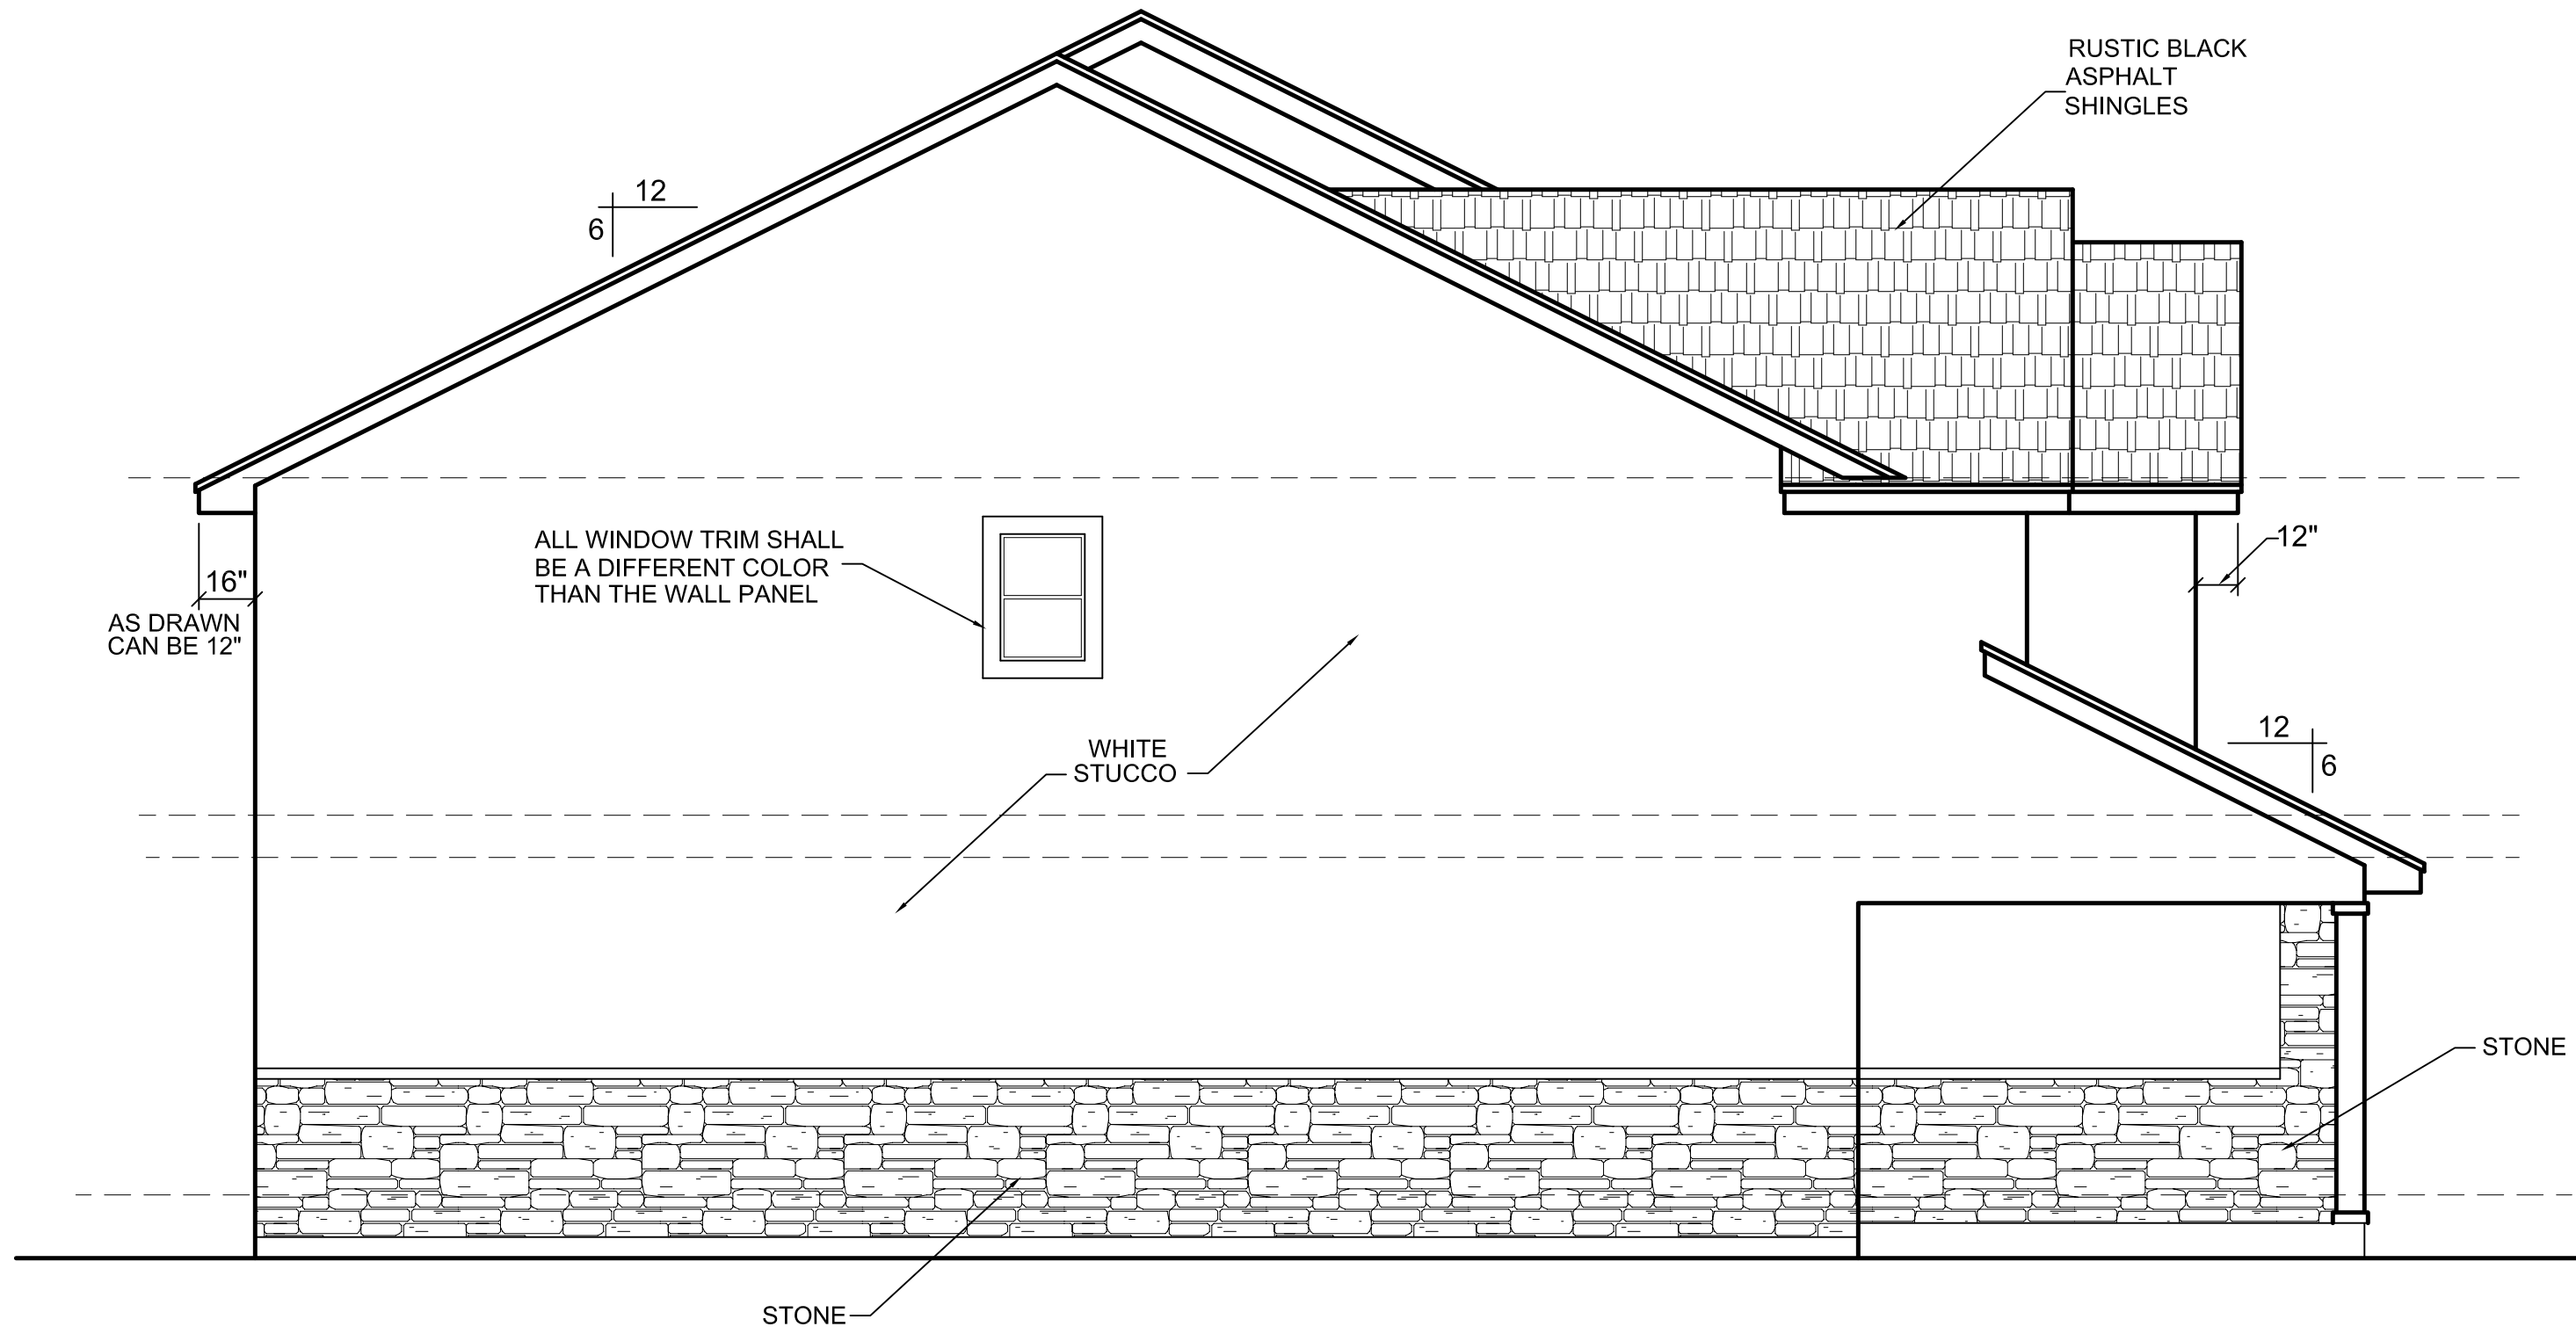 RUSTIC BLACK
ASPHALT
SHINGLES
12
6
ALL WINDOW TRIM SHALL
BE A DIFFERENT COLOR
THAN THE WALL PANEL
12"
16"
AS DRAWN
CAN BE 12"
WHITE
STUCCO
12
6
STONE
STONE